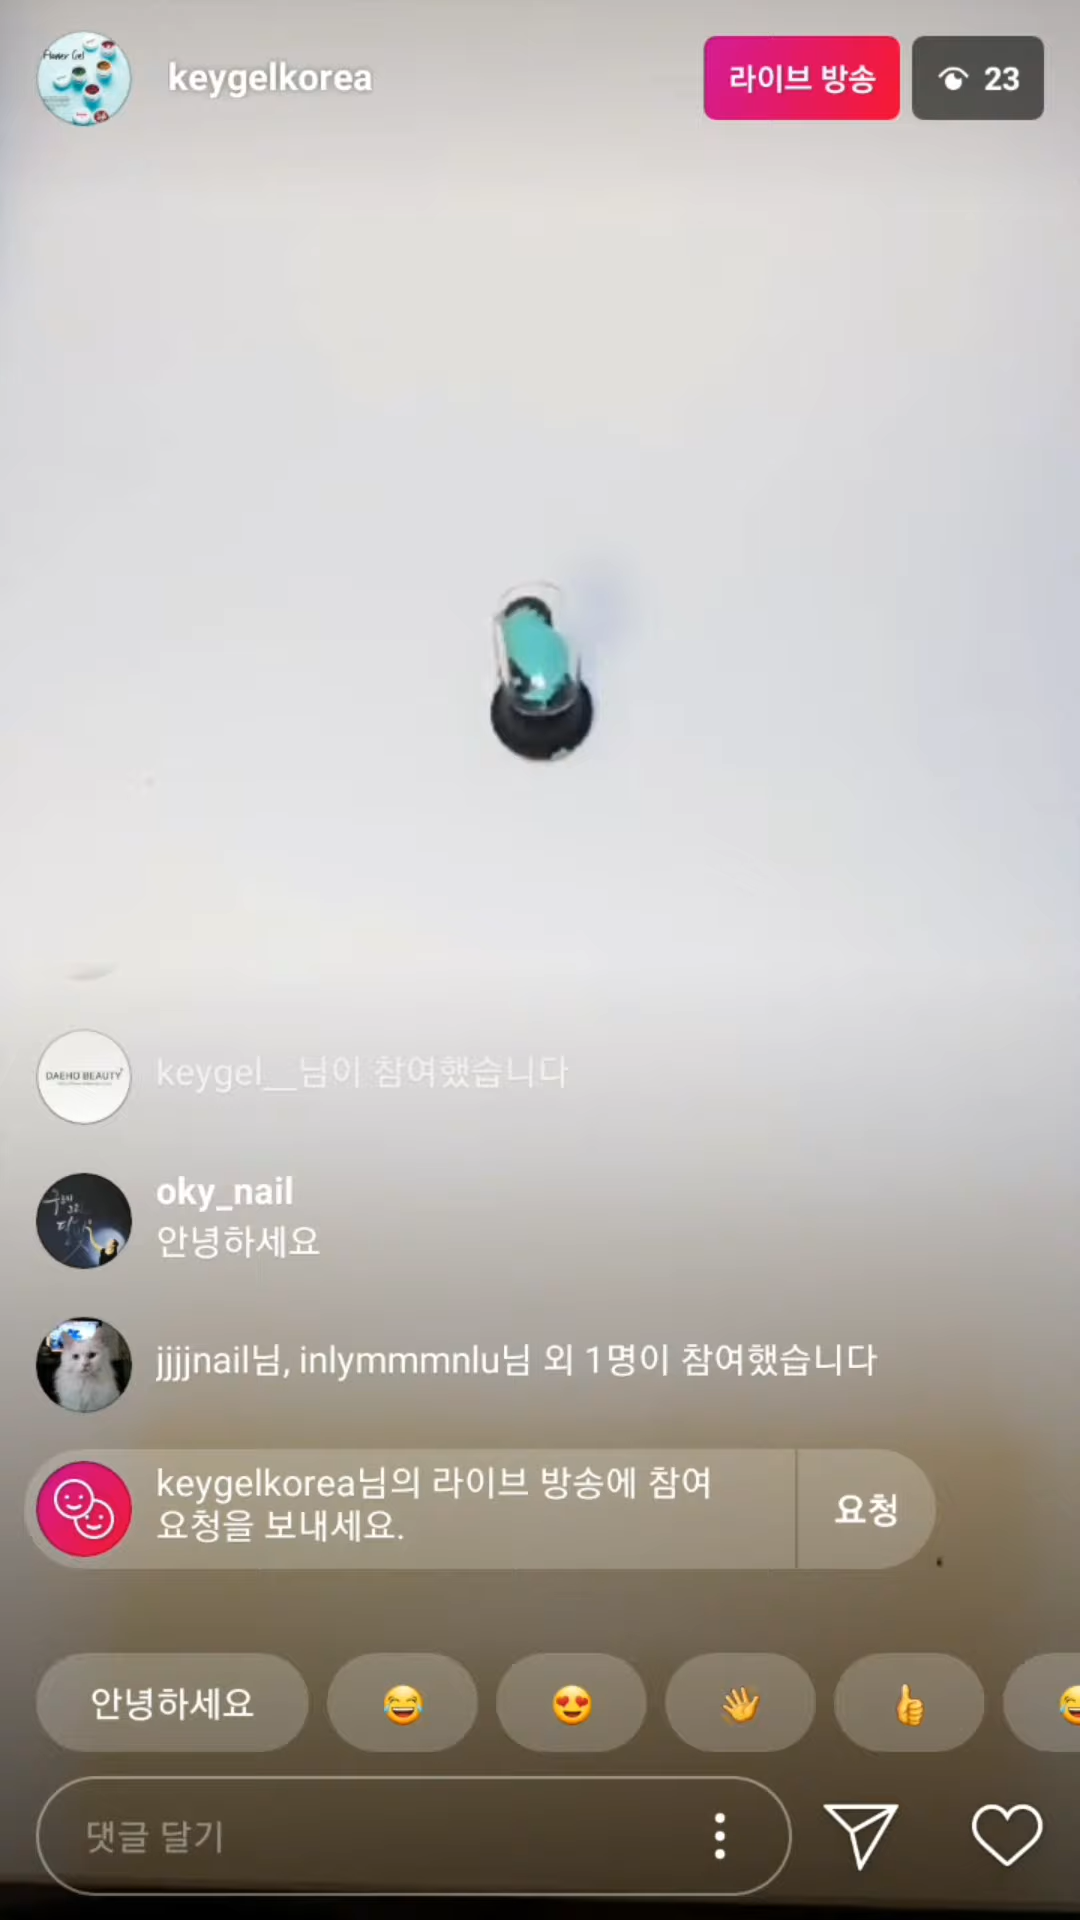 Flower Gel
keygelkorea
라이브 방송
23
DAEHO BEAUTY
keygel__님이 참여했습니다
oky_nail
안녕하세요
jjjjnail님, inlymmmnlu님 외 1명이 참여했습니다
keygelkorea님의 라이브 방송에 참여
요청을 보내세요.
요청
안녕하세요
댓글 달기